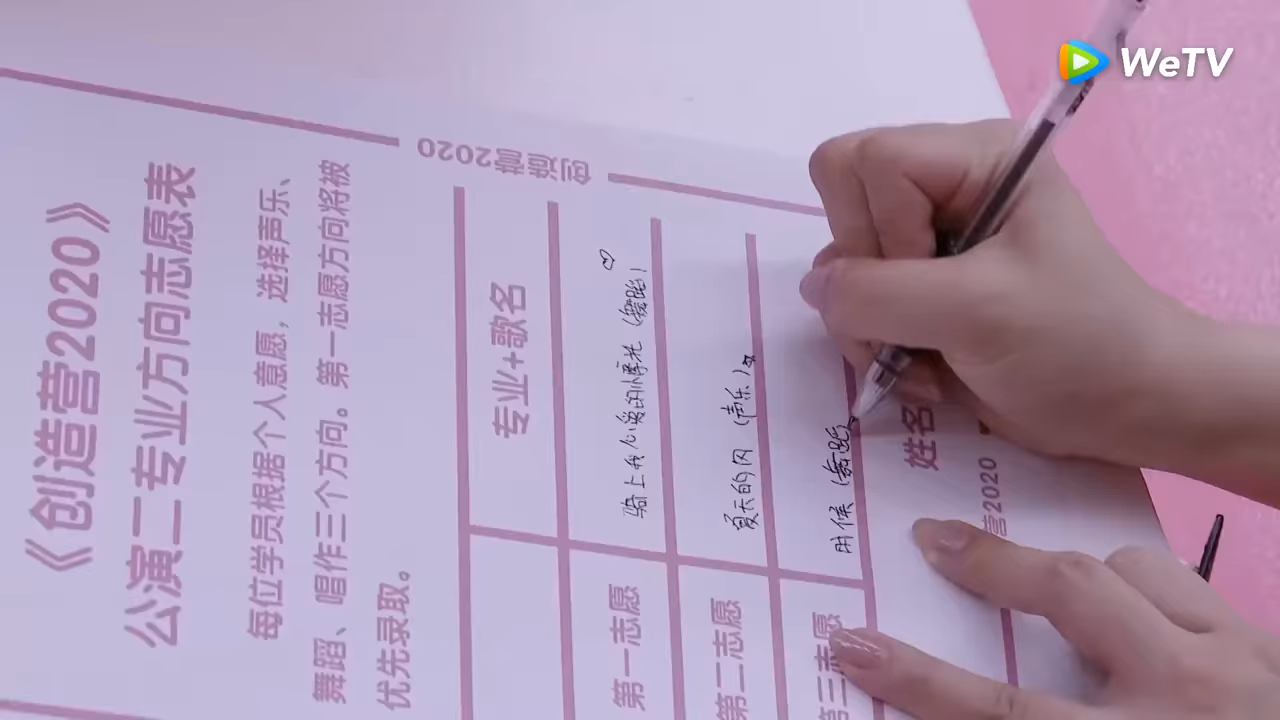 WeTV
创造营2020
《创造营2020》
公演二专业方向志愿表
每位学员根据个人意愿,选择声乐、
舞蹈、唱作三个方向。第一志愿方向将被
优先录取。
专业+歌名
第一志愿 骑上我心爱的小摩托(舞蹈)♡
第二志愿 夏天的风(声乐)☆
第三志愿 (舞蹈)
姓名
营2020